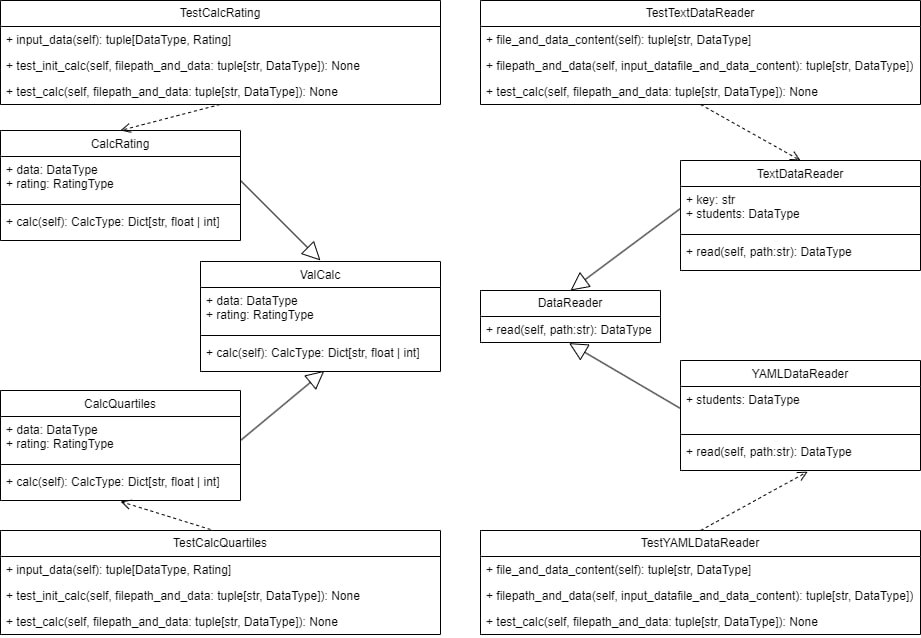 TestCalcRating
+ input_data(self): tuple[DataType, Rating]
+ test_init_calc(self, filepath_and_data: tuple[str, DataType]): None
+ test_calc(self, filepath_and_data: tuple[str, DataType]): None
TestTextDataReader
+ file_and_data_content(self): tuple[str, DataType]
+ filepath_and_data(self, input_datafile_and_data_content): tuple[str, DataType])
+ test_calc(self, filepath_and_data: tuple[str, DataType]): None
CalcRating
+ data: DataType
+ rating: RatingType
+ calc(self): CalcType: Dict[str, float | int]
TextDataReader
+ key: str
+ students: DataType
+ read(self, path:str): DataType
ValCalc
+ data: DataType
+ rating: RatingType
+ calc(self): CalcType: Dict[str, float | int]
DataReader
+ read(self, path:str): DataType
CalcQuartiles
+ data: DataType
+ rating: RatingType
+ calc(self): CalcType: Dict[str, float | int]
YAMLDataReader
+ students: DataType
+ read(self, path:str): DataType
TestCalcQuartiles
+ input_data(self): tuple[DataType, Rating]
+ test_init_calc(self, filepath_and_data: tuple[str, DataType]): None
+ test_calc(self, filepath_and_data: tuple[str, DataType]): None
TestYAMLDataReader
+ file_and_data_content(self): tuple[str, DataType]
+ filepath_and_data(self, input_datafile_and_data_content): tuple[str, DataType])
+ test_calc(self, filepath_and_data: tuple[str, DataType]): None